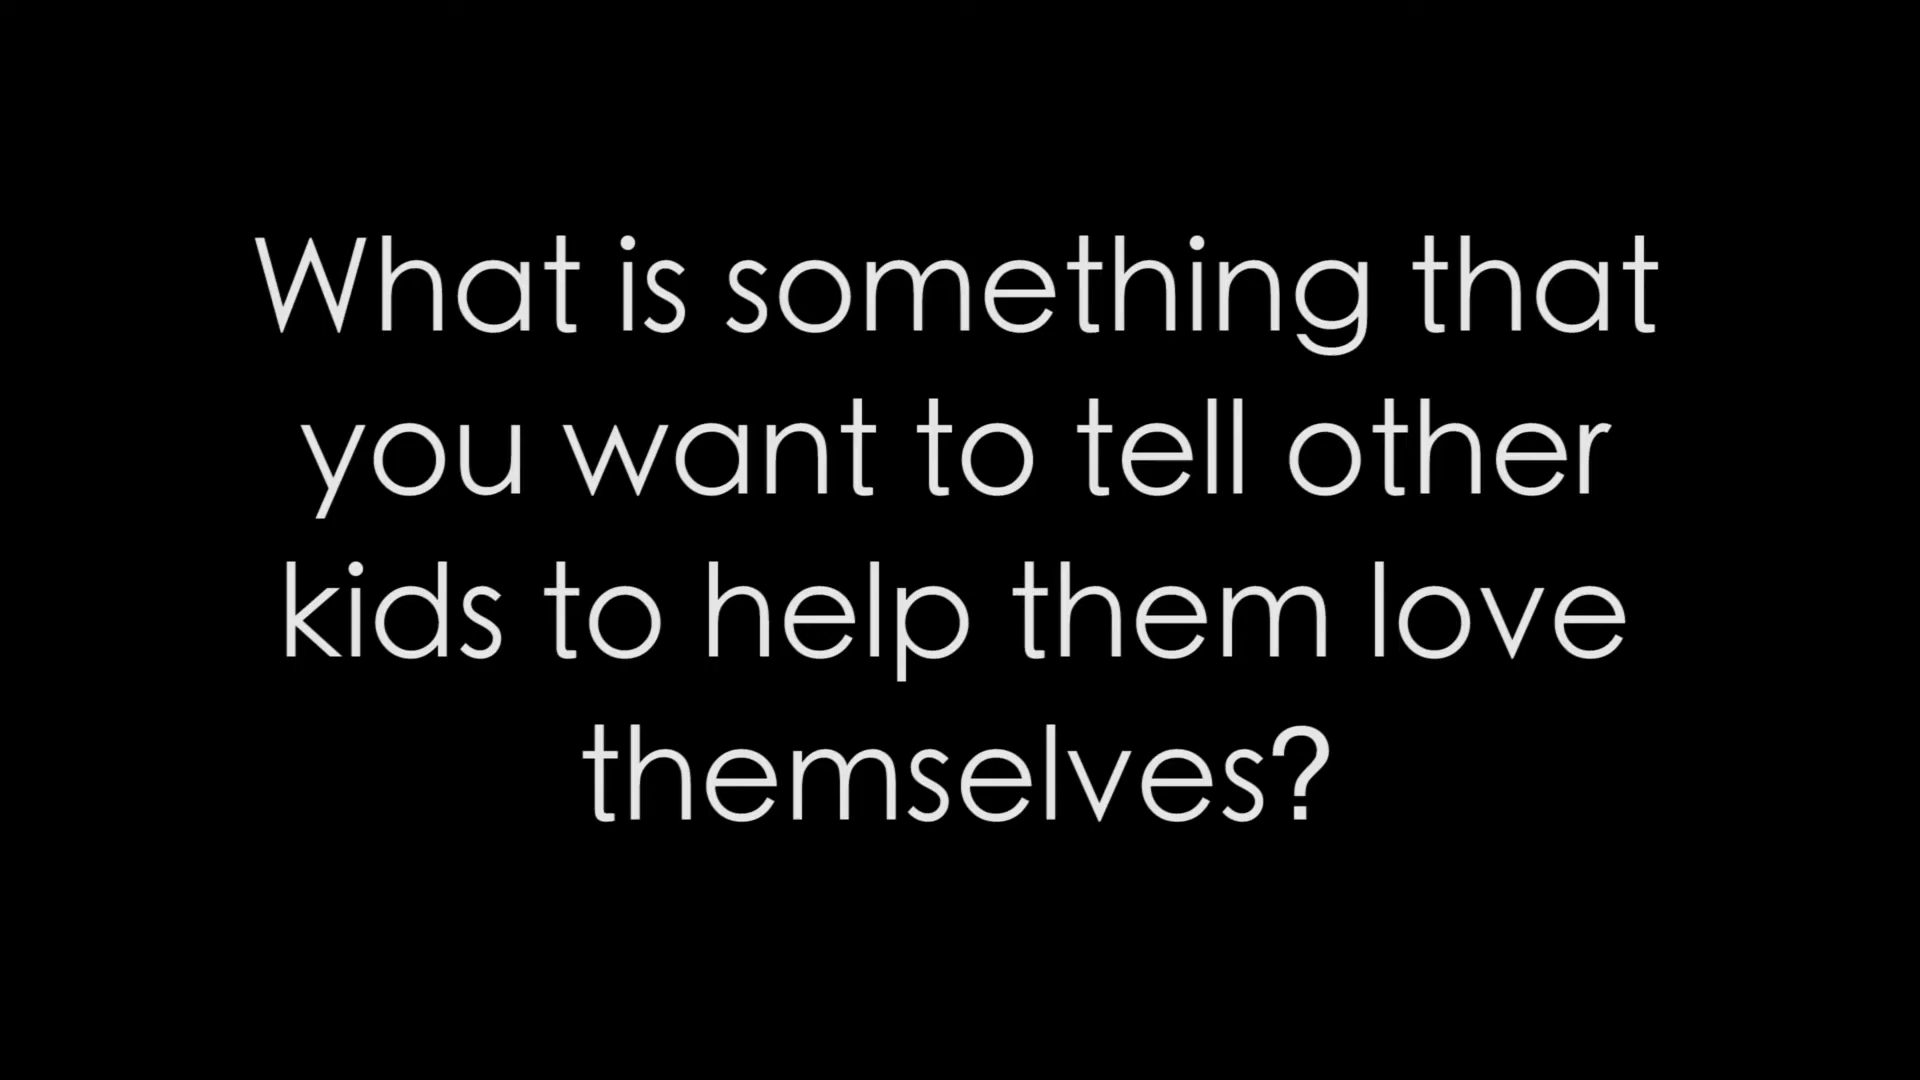 What is something that
you want to tell other
kids to help them love
themselves?